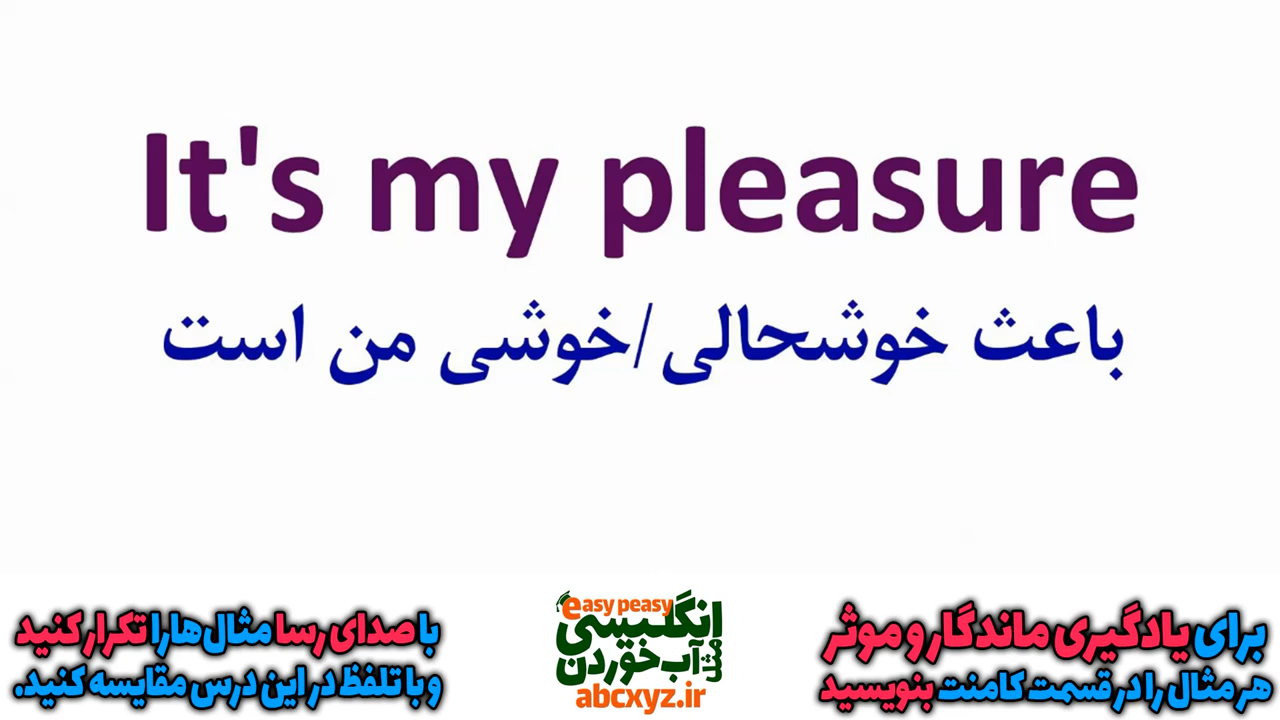 It's my pleasure
باعث خوشحالی/خوشی من است
برای یادگیری ماندگار و موثر
هر مثال را در قسمت کامنت بنویسید
easy peasy
انگلیسی
مثل آب خوردن
abcxyz.ir
با صدای رسا مثال‌ها را تکرار کنید
و با تلفظ در این درس مقایسه کنید.